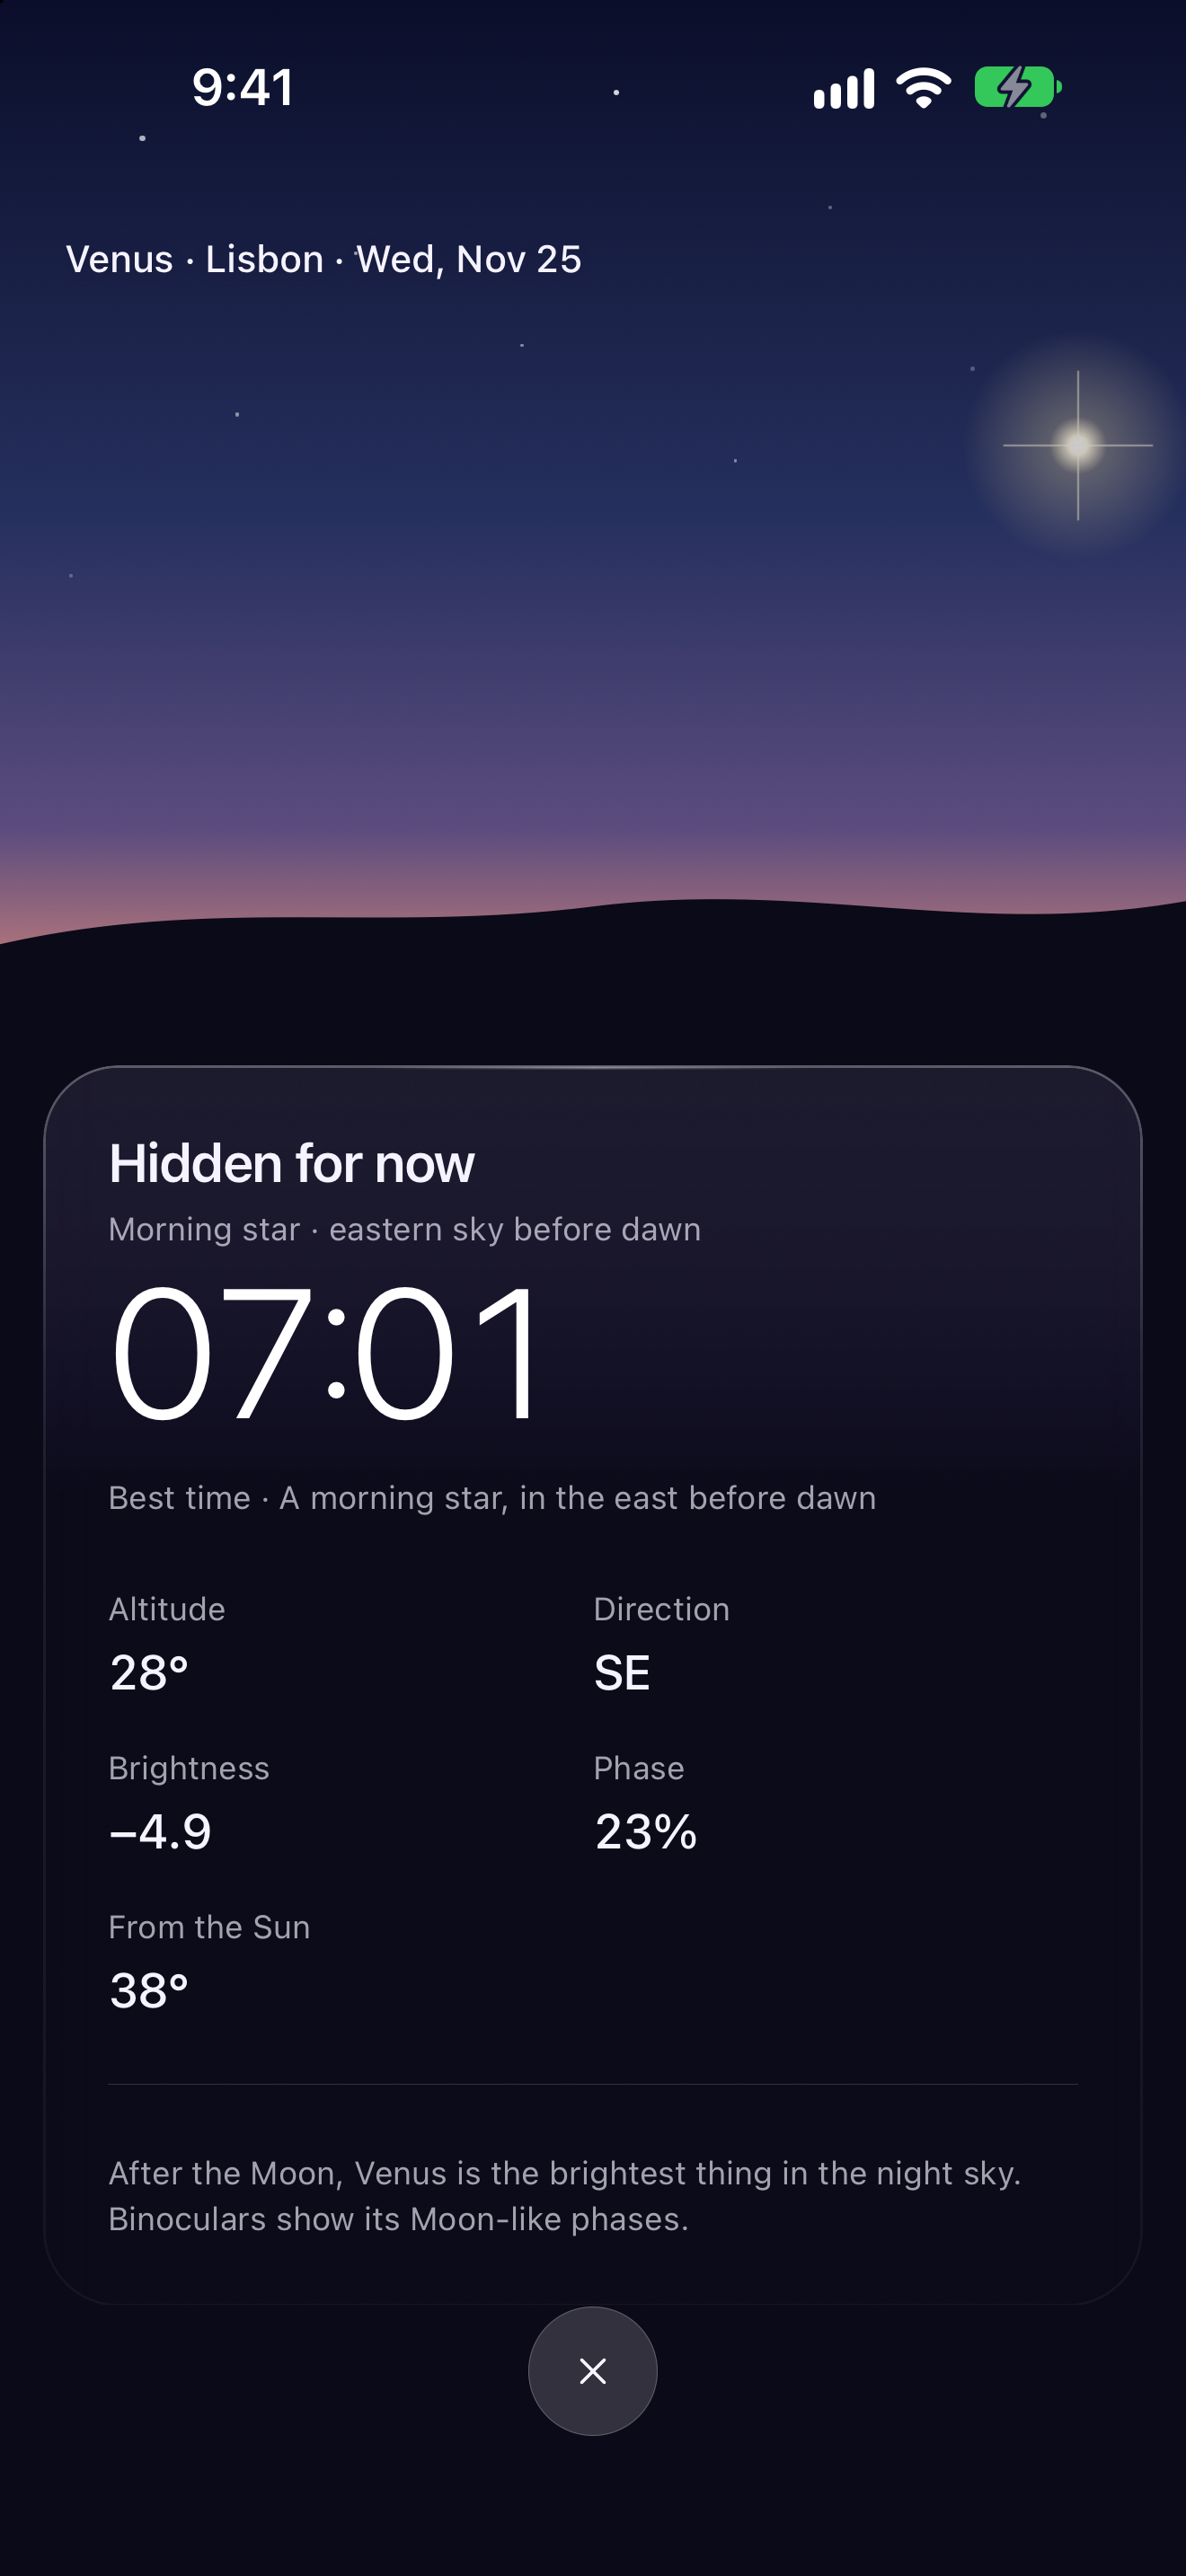 9:41
Venus · Lisbon · Wed, Nov 25
Hidden for now
Morning star · eastern sky before dawn
07:01
Best time · A morning star, in the east before dawn
Altitude
Direction
28°
SE
Brightness
Phase
–4.9
23%
From the Sun
38°
After the Moon, Venus is the brightest thing in the night sky.
Binoculars show its Moon-like phases.